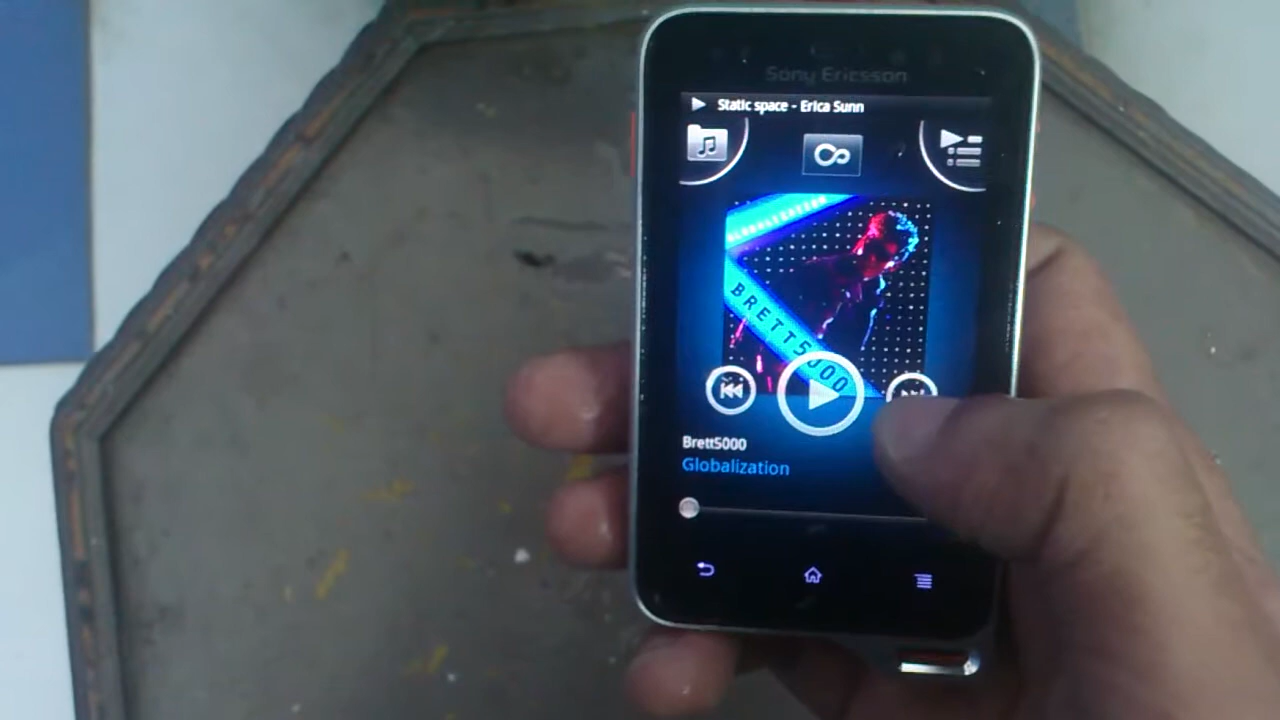 Sony Ericsson
Static space - Erica Sunn
BRETT5000
Brett5000
Globalization